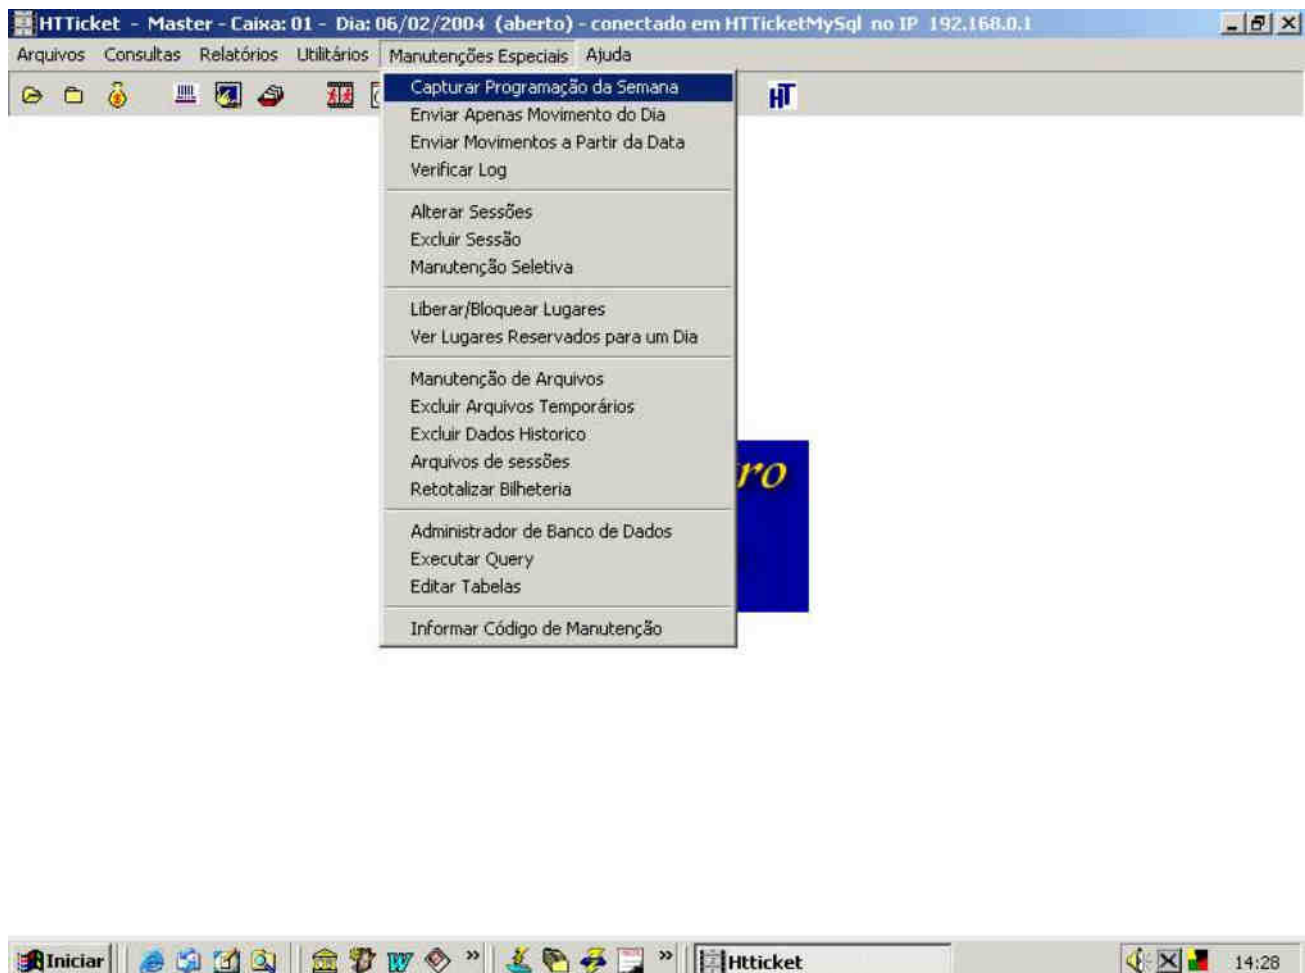 HTTicket - Master - Caixa: 01 - Dia: 06/02/2004 (aberto) - conectado em HTTicketMySql no IP 192.168.0.1
Arquivos Consultas Relatórios Utilitários Manutenções Especiais Ajuda
HT
Capturar Programação da Semana
Enviar Apenas Movimento do Dia
Enviar Movimentos a Partir da Data
Verificar Log
Alterar Sessões
Excluir Sessão
Manutenção Seletiva
Liberar/Bloquear Lugares
Ver Lugares Reservados para um Dia
Manutenção de Arquivos
Excluir Arquivos Temporários
Excluir Dados Historico
Arquivos de sessões
Retotalizar Bilheteria
ro
Administrador de Banco de Dados
Executar Query
Editar Tabelas
Informar Código de Manutenção
Iniciar » » Htticket 14:28